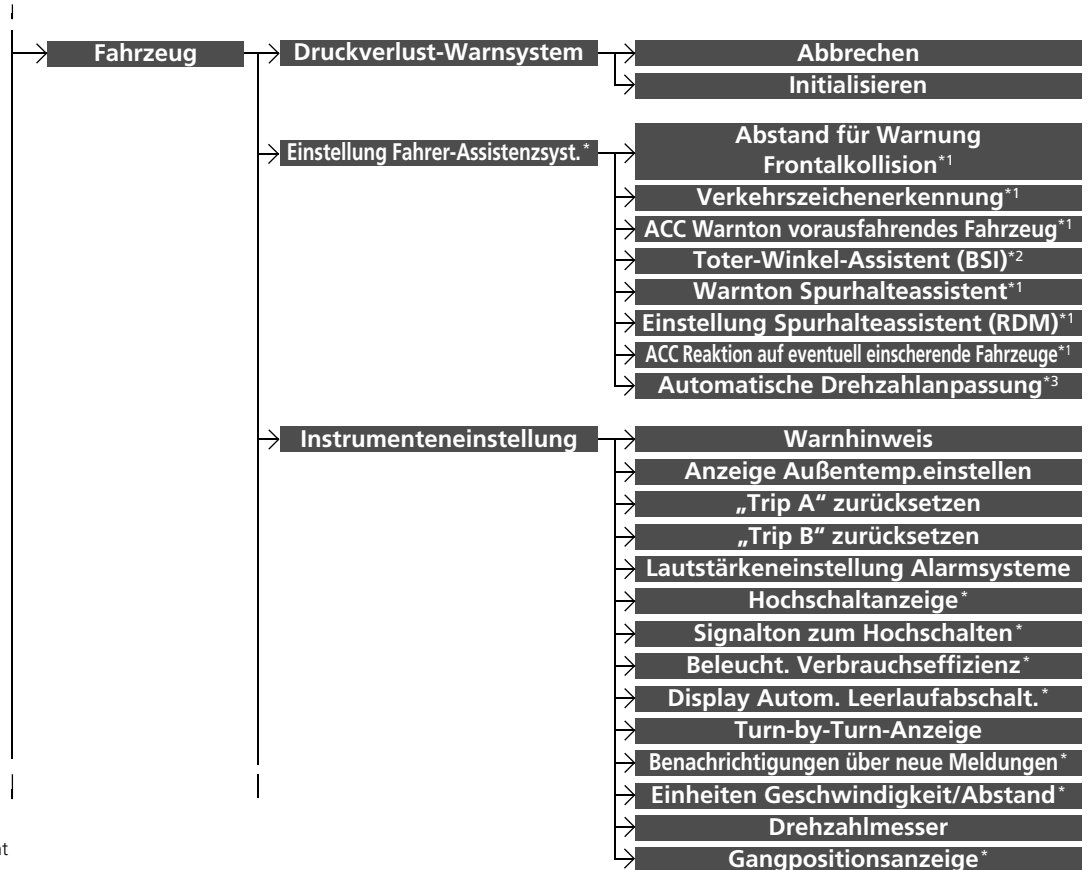 Fahrzeug
Druckverlust-Warnsystem
Abbrechen
Initialisieren
Einstellung Fahrer-Assistenzsyst.*
Abstand für Warnung
Frontalkollision*1
Verkehrszeichenerkennung*1
ACC Warnton vorausfahrendes Fahrzeug*1
Toter-Winkel-Assistent (BSI)*2
Warnton Spurhalteassistent*1
Einstellung Spurhalteassistent (RDM)*1
ACC Reaktion auf eventuell einscherende Fahrzeuge*1
Automatische Drehzahlanpassung*3
Instrumenteneinstellung
Warnhinweis
Anzeige Außentemp.einstellen
„Trip A“ zurücksetzen
„Trip B“ zurücksetzen
Lautstärkeneinstellung Alarmsysteme
Hochschaltanzeige*
Signalton zum Hochschalten*
Beleucht. Verbrauchseffizienz*
Display Autom. Leerlaufabschalt.*
Turn-by-Turn-Anzeige
Benachrichtigungen über neue Meldungen*
Einheiten Geschwindigkeit/Abstand*
Drehzahlmesser
Gangpositionsanzeige*